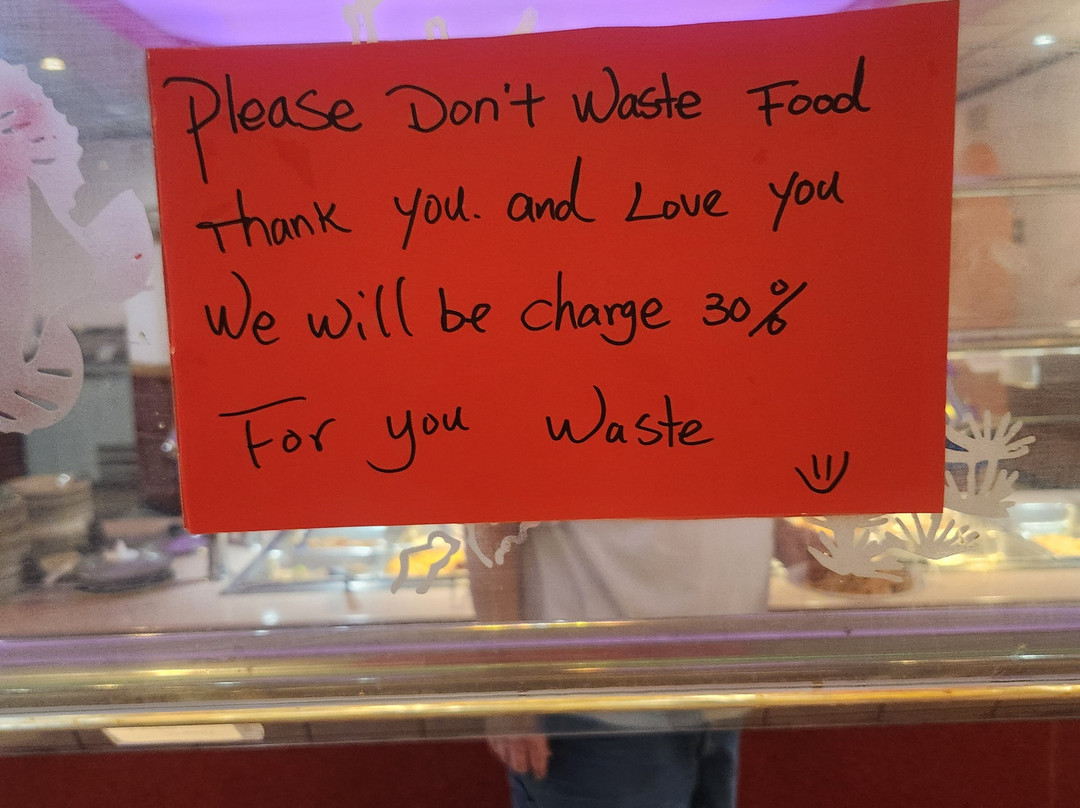 Please Don't Waste Food
Thank you. and Love you
We will be charge 30%
For you Waste